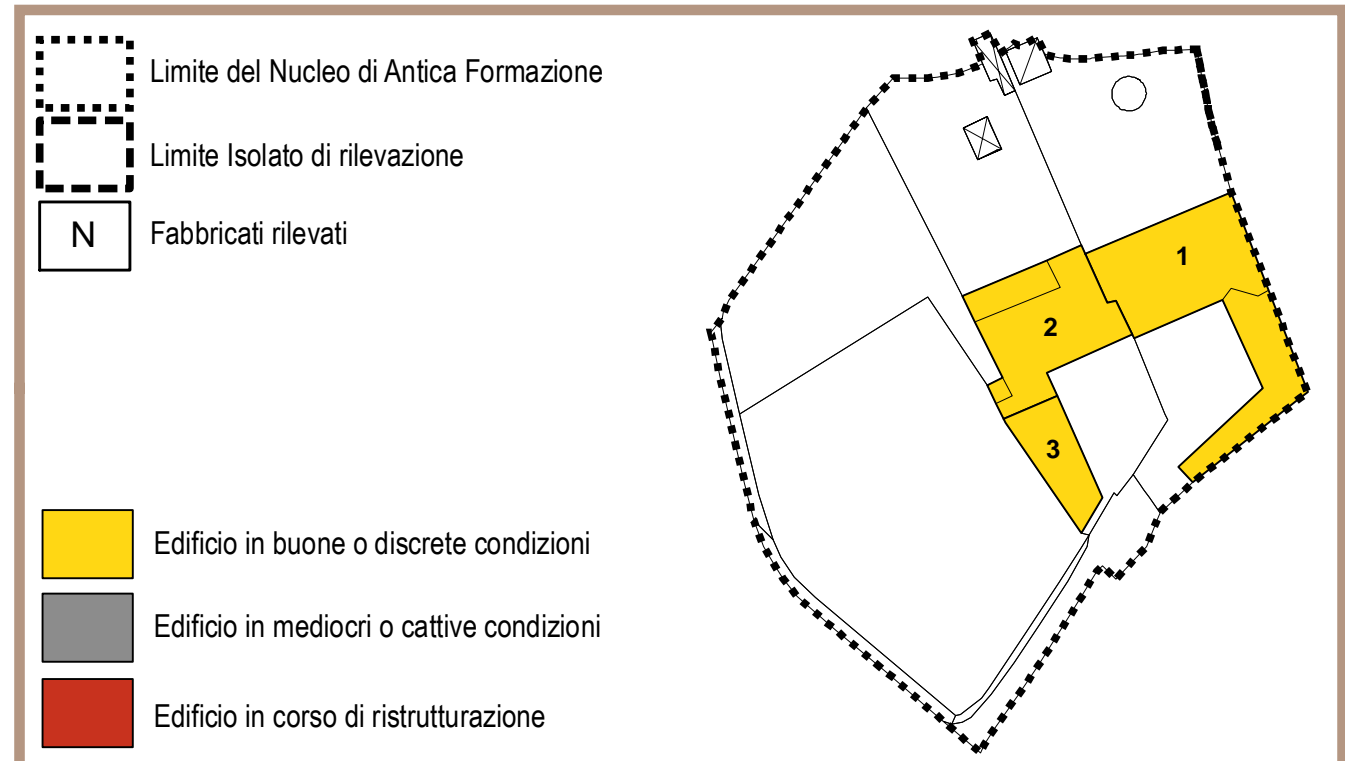 Limite del Nucleo di Antica Formazione
Limite Isolato di rilevazione
N Fabbricati rilevati
1
2
3
Edificio in buone o discrete condizioni
Edificio in mediocri o cattive condizioni
Edificio in corso di ristrutturazione